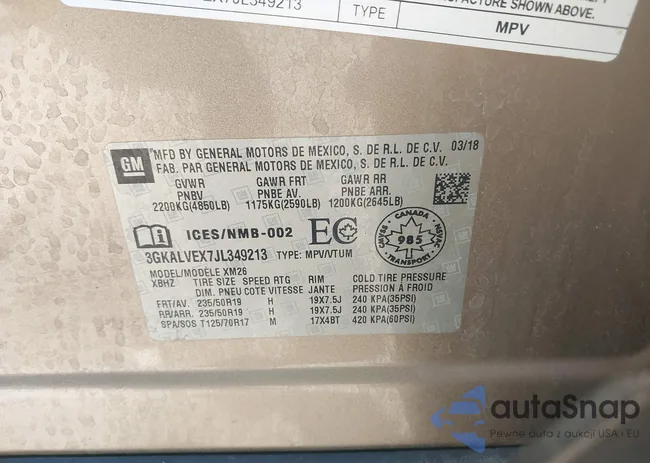 FACTURE SHOWN ABOVE.
JL349213
TYPE
MPV
GM
MFD BY GENERAL MOTORS DE MEXICO, S. DE R.L. DE C.V. 03/18
FAB. PAR GENERAL MOTORS DE MEXICO, S. DE R.L. DE C.V.
GVWR GAWR FRT GAWR RR
PNBV PNBE AV. PNBE ARR.
2200KG(4850LB) 1175KG(2590LB) 1200KG(2645LB)
ICES/NMB-002 EC CANADA CMVSS NSVAC 985 TRANSPORT
3GKALVEX7JL349213 TYPE: MPV/VTUM
MODEL/MODÈLE XM26
XBHZ TIRE SIZE SPEED RTG RIM COLD TIRE PRESSURE
DIM. PNEU COTE VITESSE JANTE PRESSION À FROID
FRT/AV. 235/50R19 H 19X7.5J 240 KPA(35PSI)
RR/ARR. 235/50R19 H 19X7.5J 240 KPA(35PSI)
SPA/SOS T125/70R17 M 17X4BT 420 KPA(60PSI)
autaSnap
Pewne auta z aukcji USA i EU